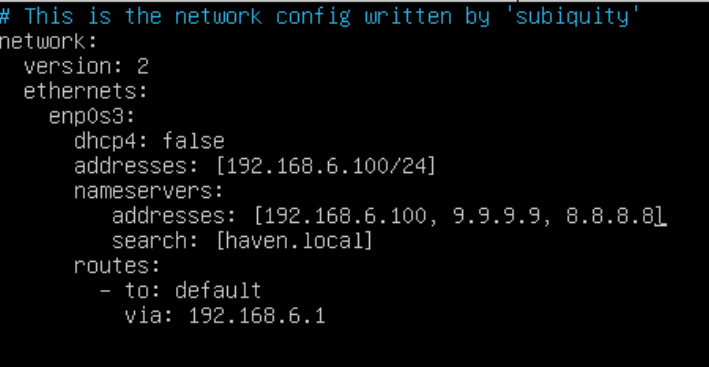 # This is the network config written by 'subiquity'
network:
  version: 2
  ethernets:
    enp0s3:
      dhcp4: false
      addresses: [192.168.6.100/24]
      nameservers:
         addresses: [192.168.6.100, 9.9.9.9, 8.8.8.8]
         search: [haven.local]
      routes:
        - to: default
          via: 192.168.6.1